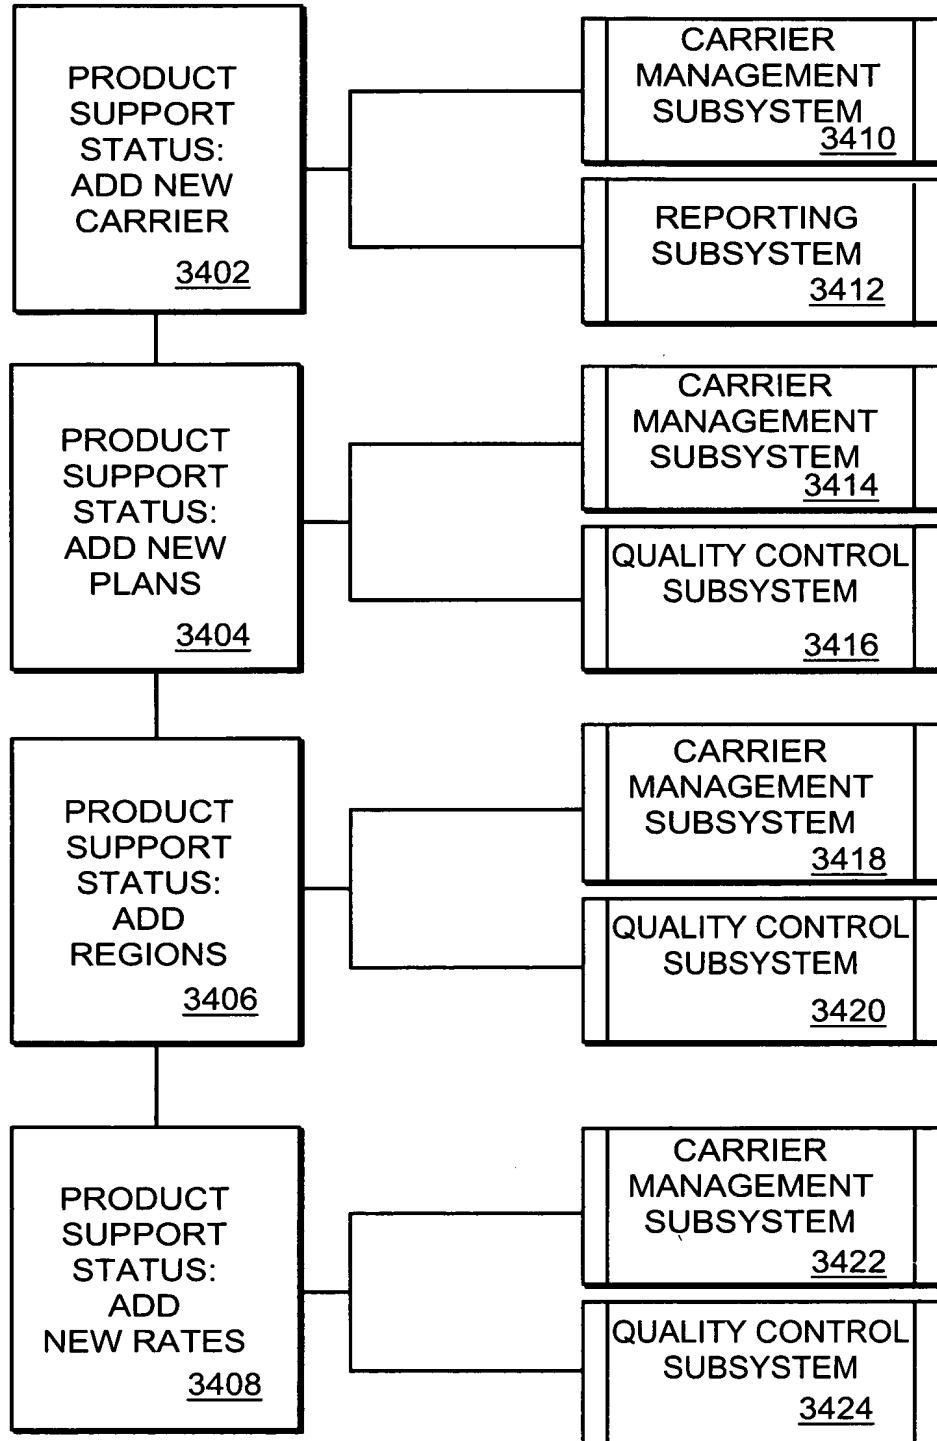 PRODUCT
SUPPORT
STATUS:
ADD NEW
CARRIER
3402
CARRIER
MANAGEMENT
SUBSYSTEM
3410
REPORTING
SUBSYSTEM
3412
PRODUCT
SUPPORT
STATUS:
ADD NEW
PLANS
3404
CARRIER
MANAGEMENT
SUBSYSTEM
3414
QUALITY CONTROL
SUBSYSTEM
3416
PRODUCT
SUPPORT
STATUS:
ADD
REGIONS
3406
CARRIER
MANAGEMENT
SUBSYSTEM
3418
QUALITY CONTROL
SUBSYSTEM
3420
PRODUCT
SUPPORT
STATUS:
ADD
NEW RATES
3408
CARRIER
MANAGEMENT
SUBSYSTEM
3422
QUALITY CONTROL
SUBSYSTEM
3424